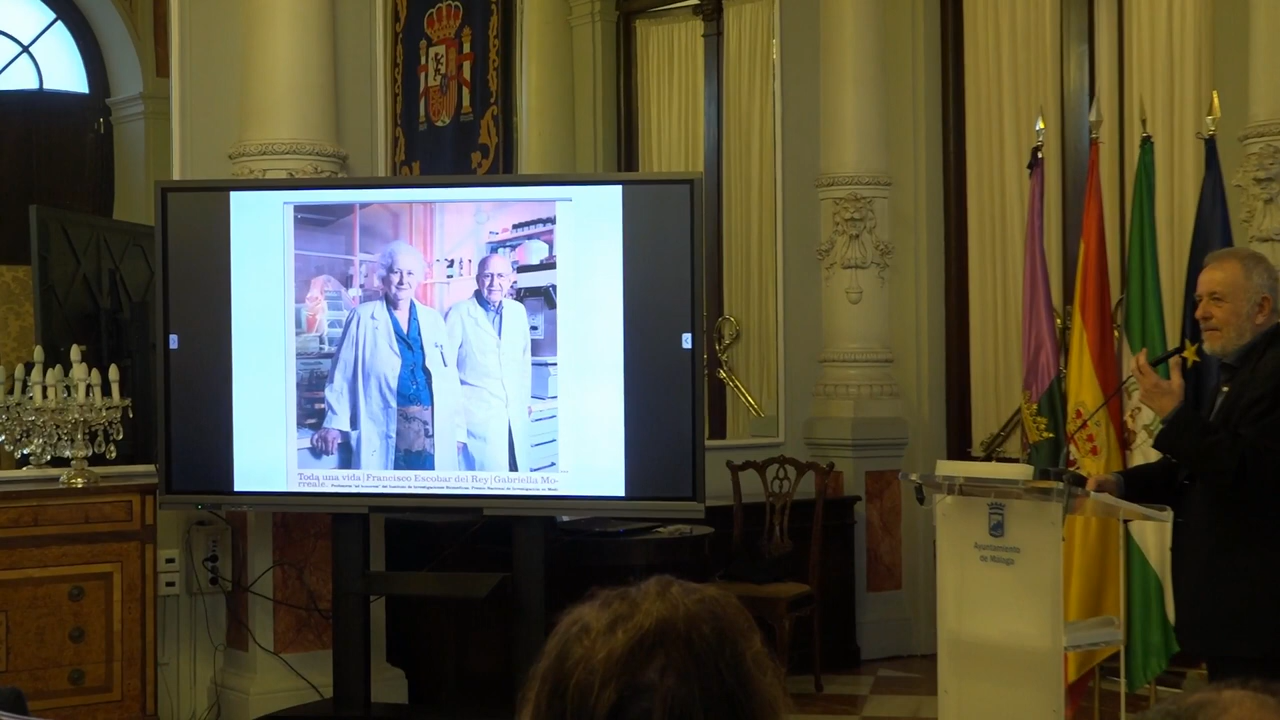 Toda una vida|Francisco Escobar del Rey|Gabriella Mo-
rreale.
Ayuntamiento
de Málaga